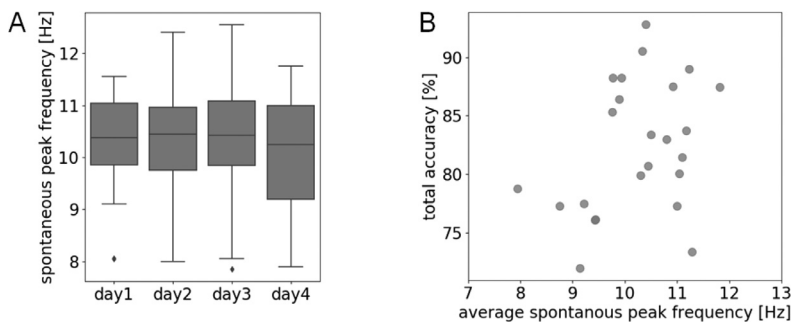 A
spontaneous peak frequency [Hz]
12
11
10
9
8
day1 day2 day3 day4
B
total accuracy [%]
90
85
80
75
7 8 9 10 11 12 13
average spontanous peak frequency [Hz]